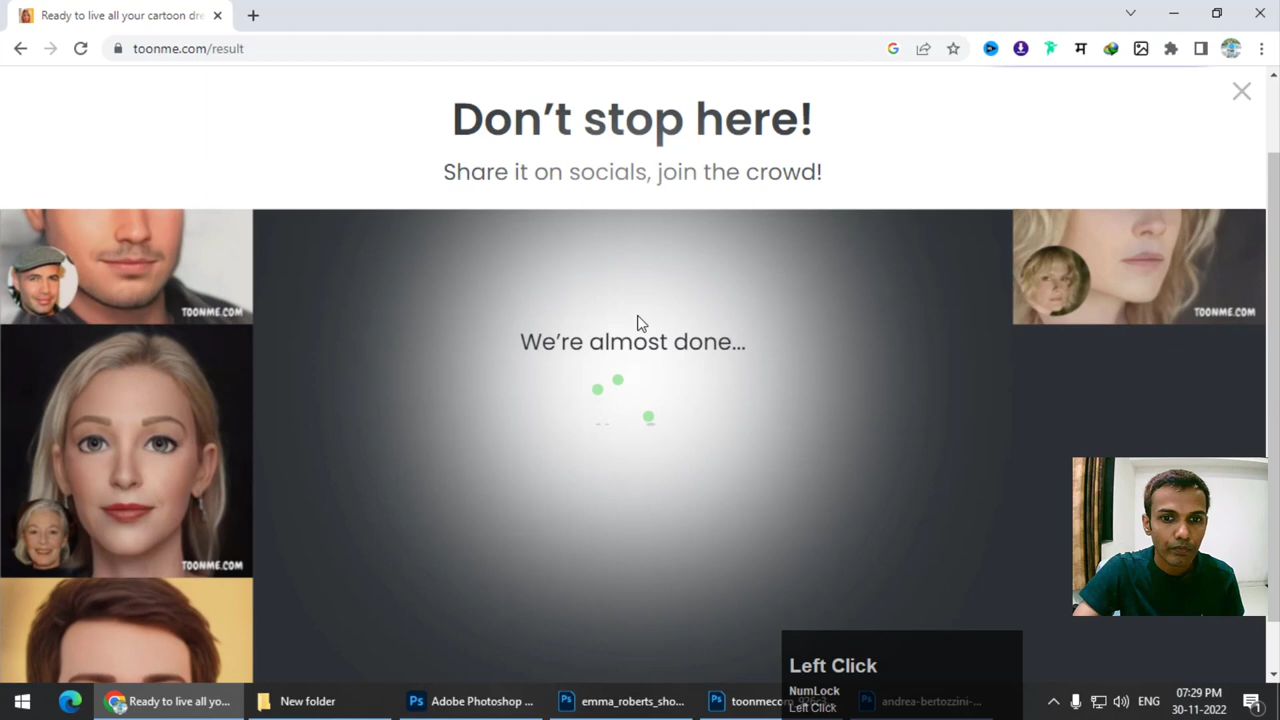 Ready to live all your cartoon dre
toonme.com/result
Don't stop here!
Share it on socials, join the crowd!
TOONME.COM
TOONME.COM
We're almost done...
TOONME.COM
Left Click
NumLock
Left Click
Ready to live all yo...
New folder
Adobe Photoshop ...
emma_roberts_sho...
andrea-bertozzini-...
ENG
07:29 PM
30-11-2022